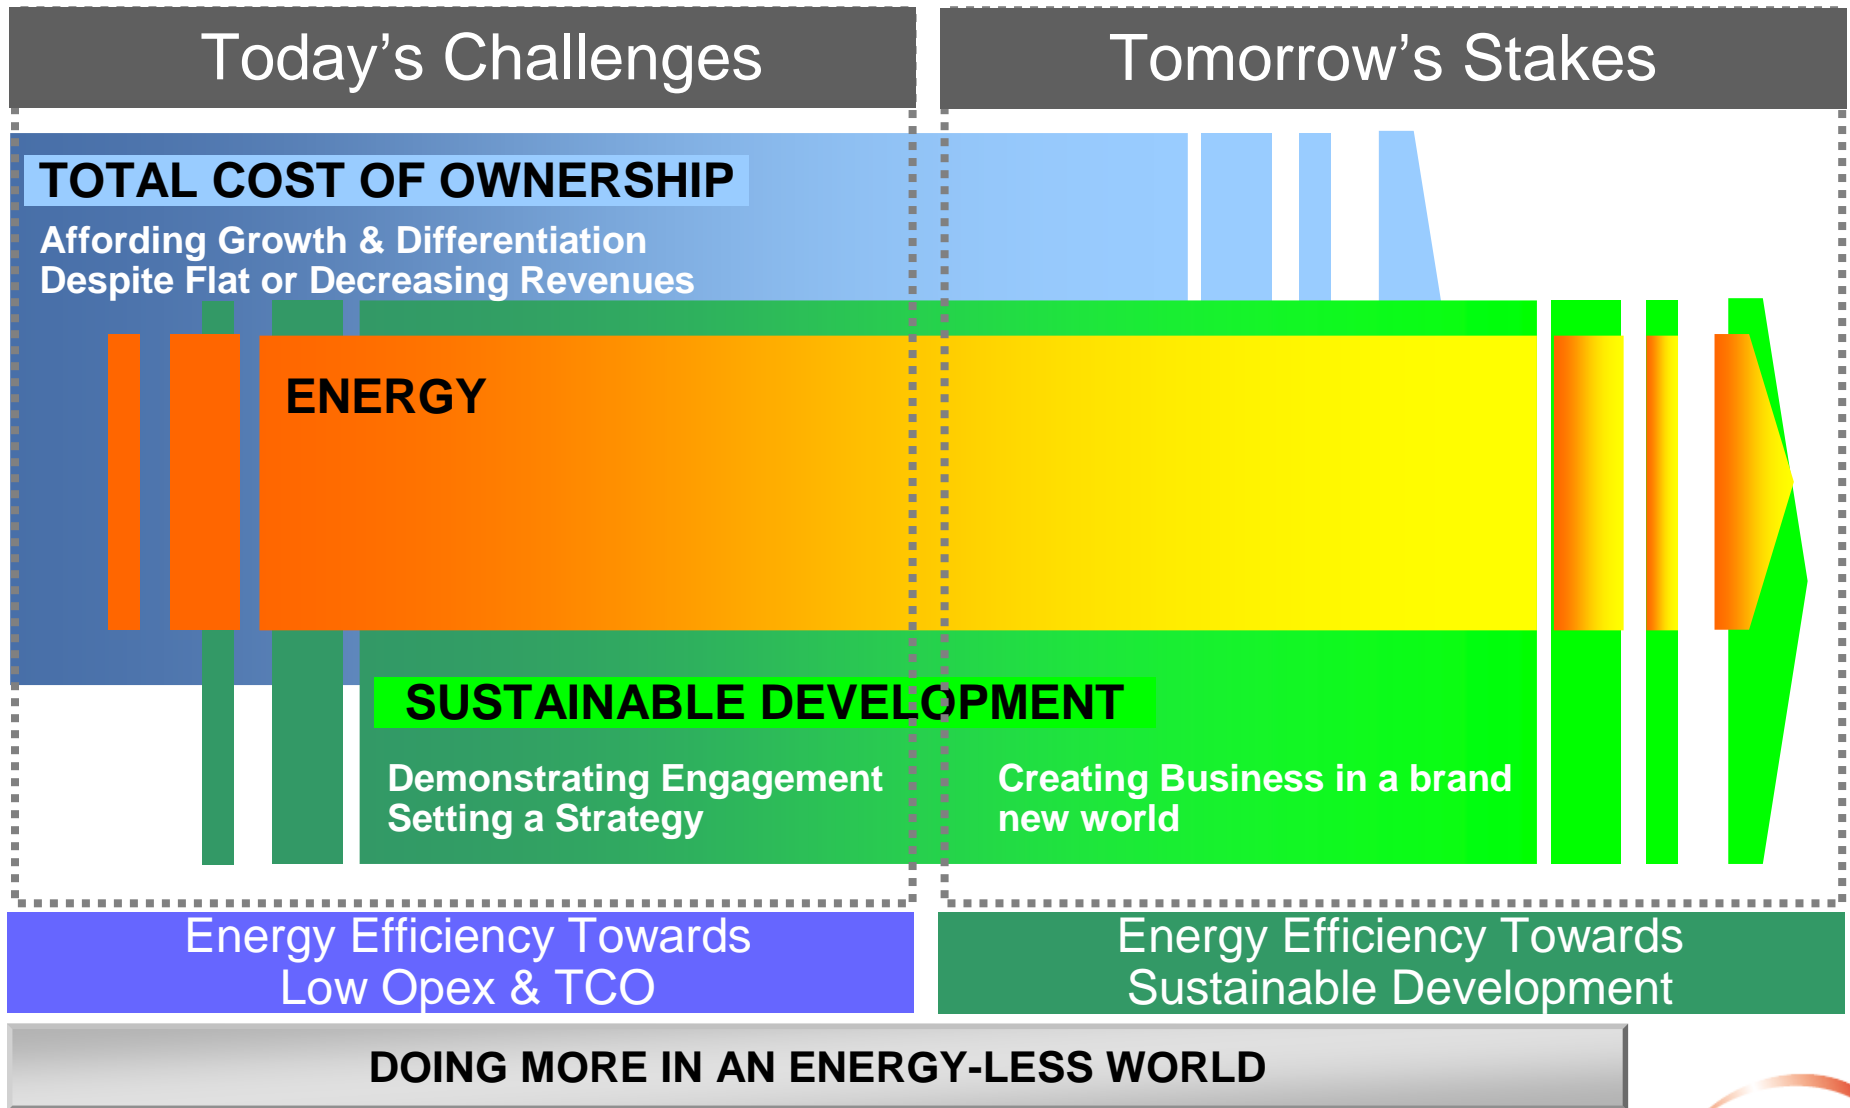 Today's Challenges
Tomorrow's Stakes
TOTAL COST OF OWNERSHIP
Affording Growth & Differentiation
Despite Flat or Decreasing Revenues
ENERGY
SUSTAINABLE DEVELOPMENT
Demonstrating Engagement
Setting a Strategy
Creating Business in a brand
new world
Energy Efficiency Towards
Low Opex & TCO
Energy Efficiency Towards
Sustainable Development
DOING MORE IN AN ENERGY-LESS WORLD